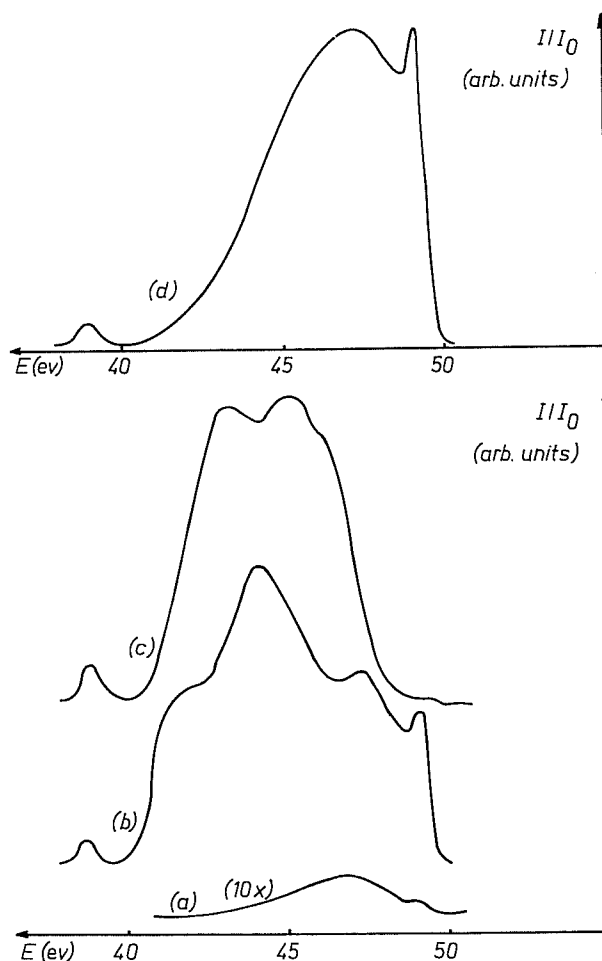 I/I0
(arb. units)
(d)
E(ev) 40 45 50
I/I0
(arb. units)
(c)
(b)
(a) (10x)
E(ev) 40 45 50